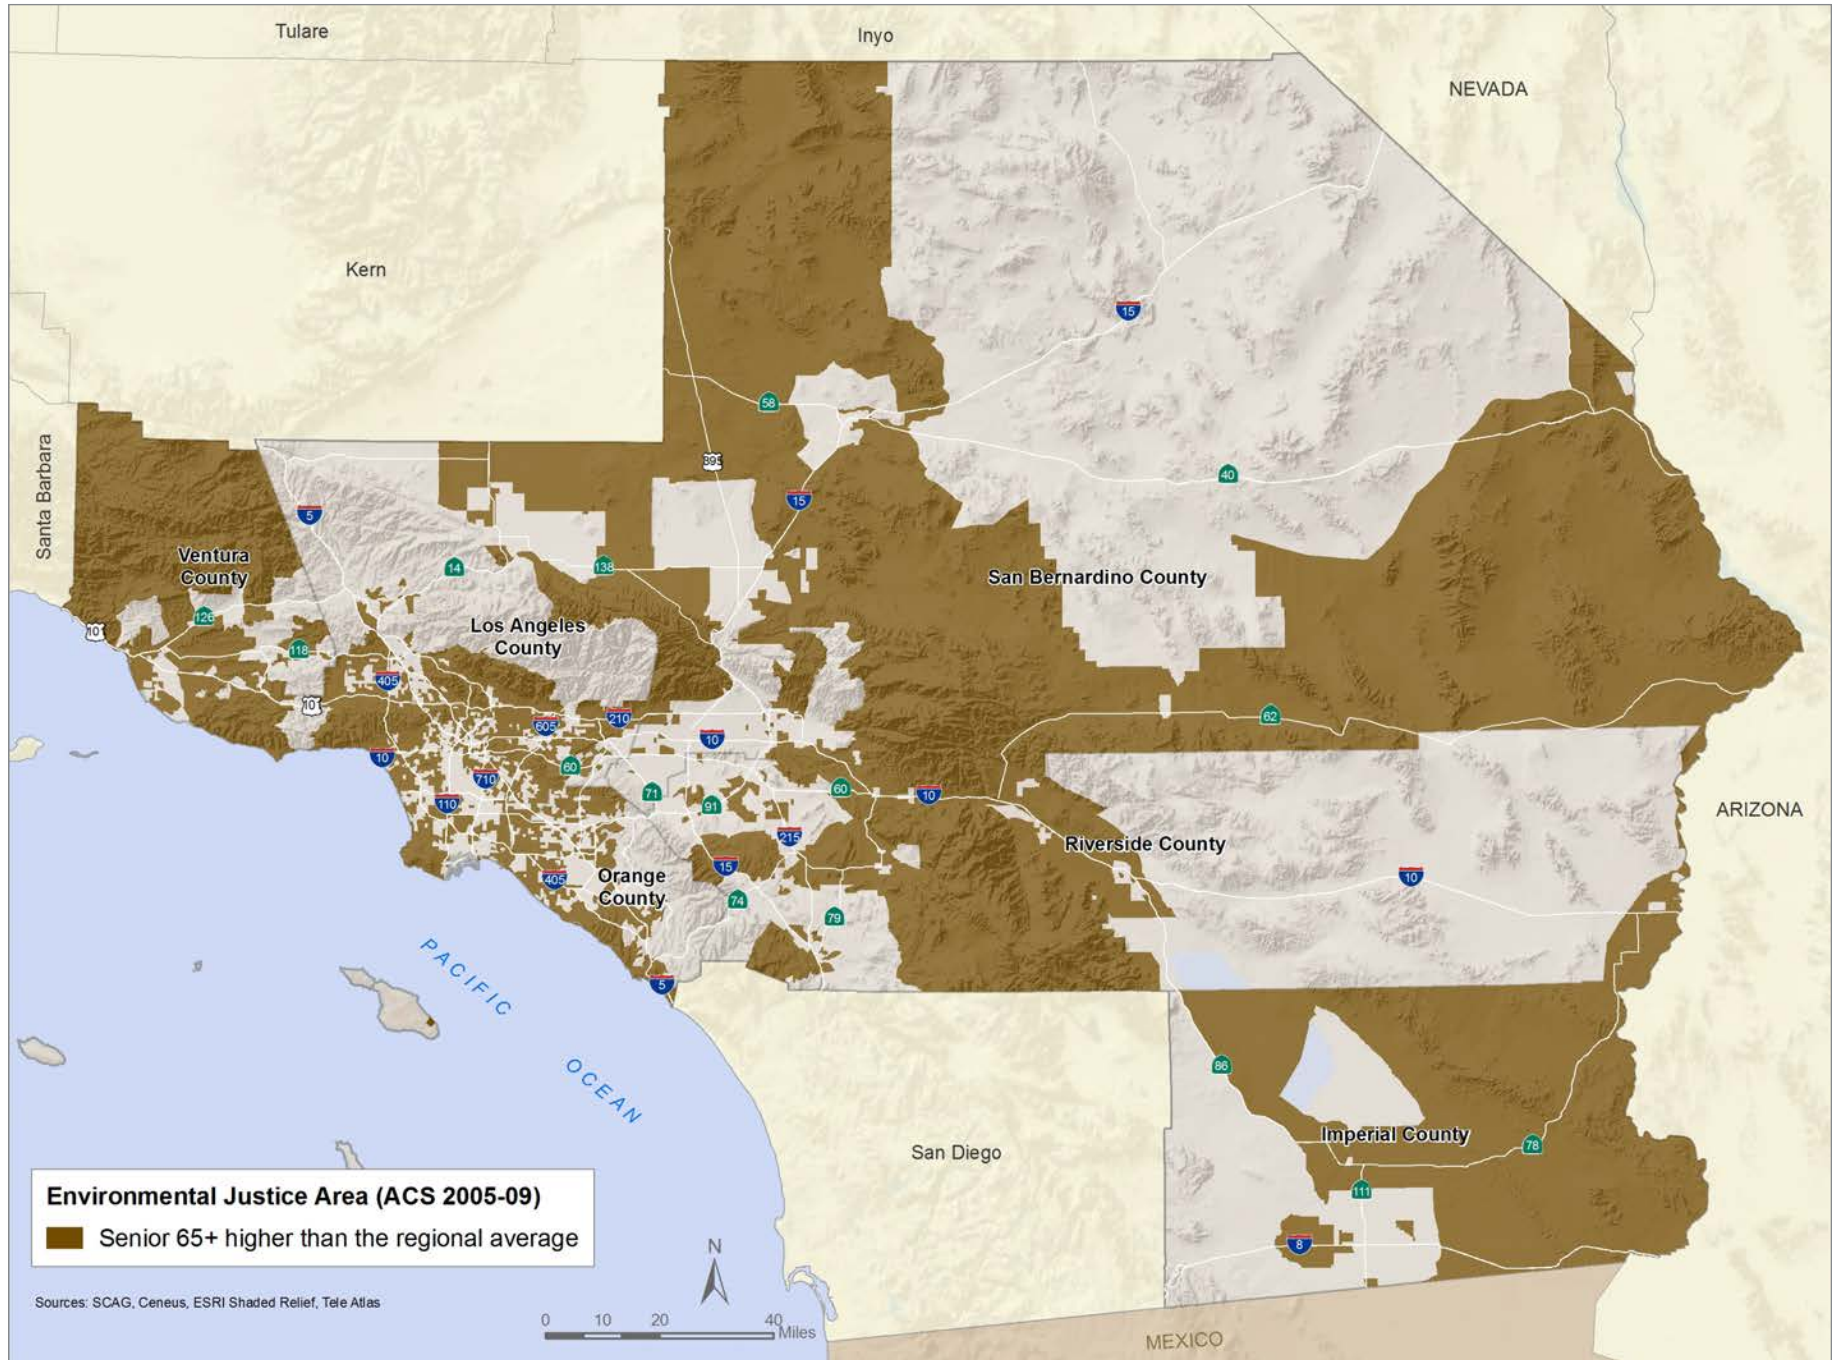 Tulare
Inyo
NEVADA
Kern
15
58
395
40
Santa Barbara
5
15
Ventura
County
14
138
San Bernardino County
126
101
Los Angeles
County
118
405
10
62
605
210
10
10
60
710
71
91
60
10
110
ARIZONA
215
Riverside County
15
405
Orange
County
10
74
79
PACIFIC
5
OCEAN
86
Imperial County
78
San Diego
111
8
Environmental Justice Area (ACS 2005-09)
Senior 65+ higher than the regional average
N
Sources: SCAG, Ceneus, ESRI Shaded Relief, Tele Atlas
0 10 20 40
Miles
MEXICO